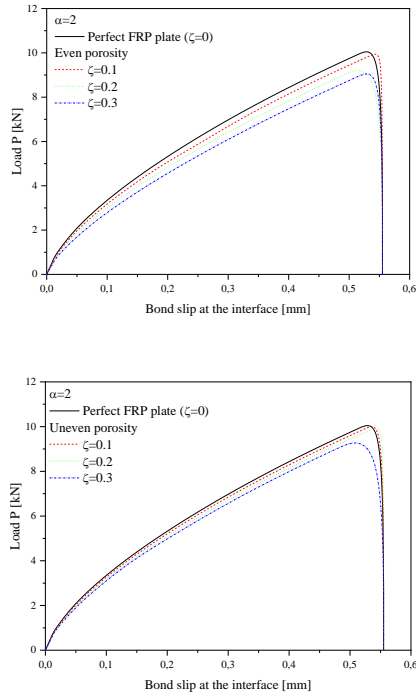 α=2
Perfect FRP plate (ζ=0)
Even porosity
ζ=0.1
ζ=0.2
ζ=0.3
Load P [kN]
12
10
8
6
4
2
0
0,0 0,1 0,2 0,3 0,4 0,5 0,6
Bond slip at the interface [mm]
α=2
Perfect FRP plate (ζ=0)
Uneven porosity
ζ=0.1
ζ=0.2
ζ=0.3
Load P [kN]
12
10
8
6
4
2
0
0,0 0,1 0,2 0,3 0,4 0,5 0,6
Bond slip at the interface [mm]